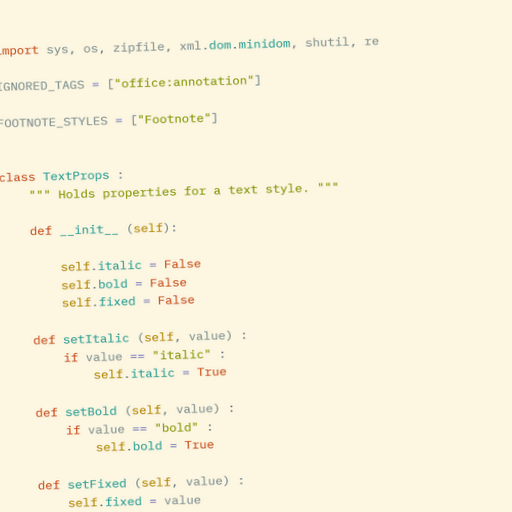 import sys, os, zipfile, xml.dom.minidom, shutil, re
IGNORED_TAGS = ["office:annotation"]
FOOTNOTE_STYLES = ["Footnote"]
class TextProps :
""" Holds properties for a text style. """
def __init__ (self):
self.italic = False
self.bold = False
self.fixed = False
def setItalic (self, value) :
if value == "italic" :
self.italic = True
def setBold (self, value) :
if value == "bold" :
self.bold = True
def setFixed (self, value) :
self.fixed = value